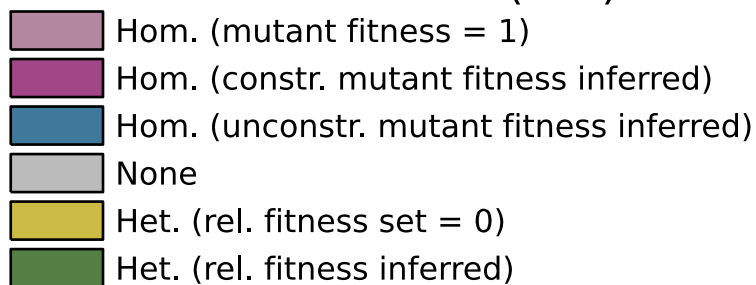 Hom. (mutant fitness = 1)
Hom. (constr. mutant fitness inferred)
Hom. (unconstr. mutant fitness inferred)
None
Het. (rel. fitness set = 0)
Het. (rel. fitness inferred)